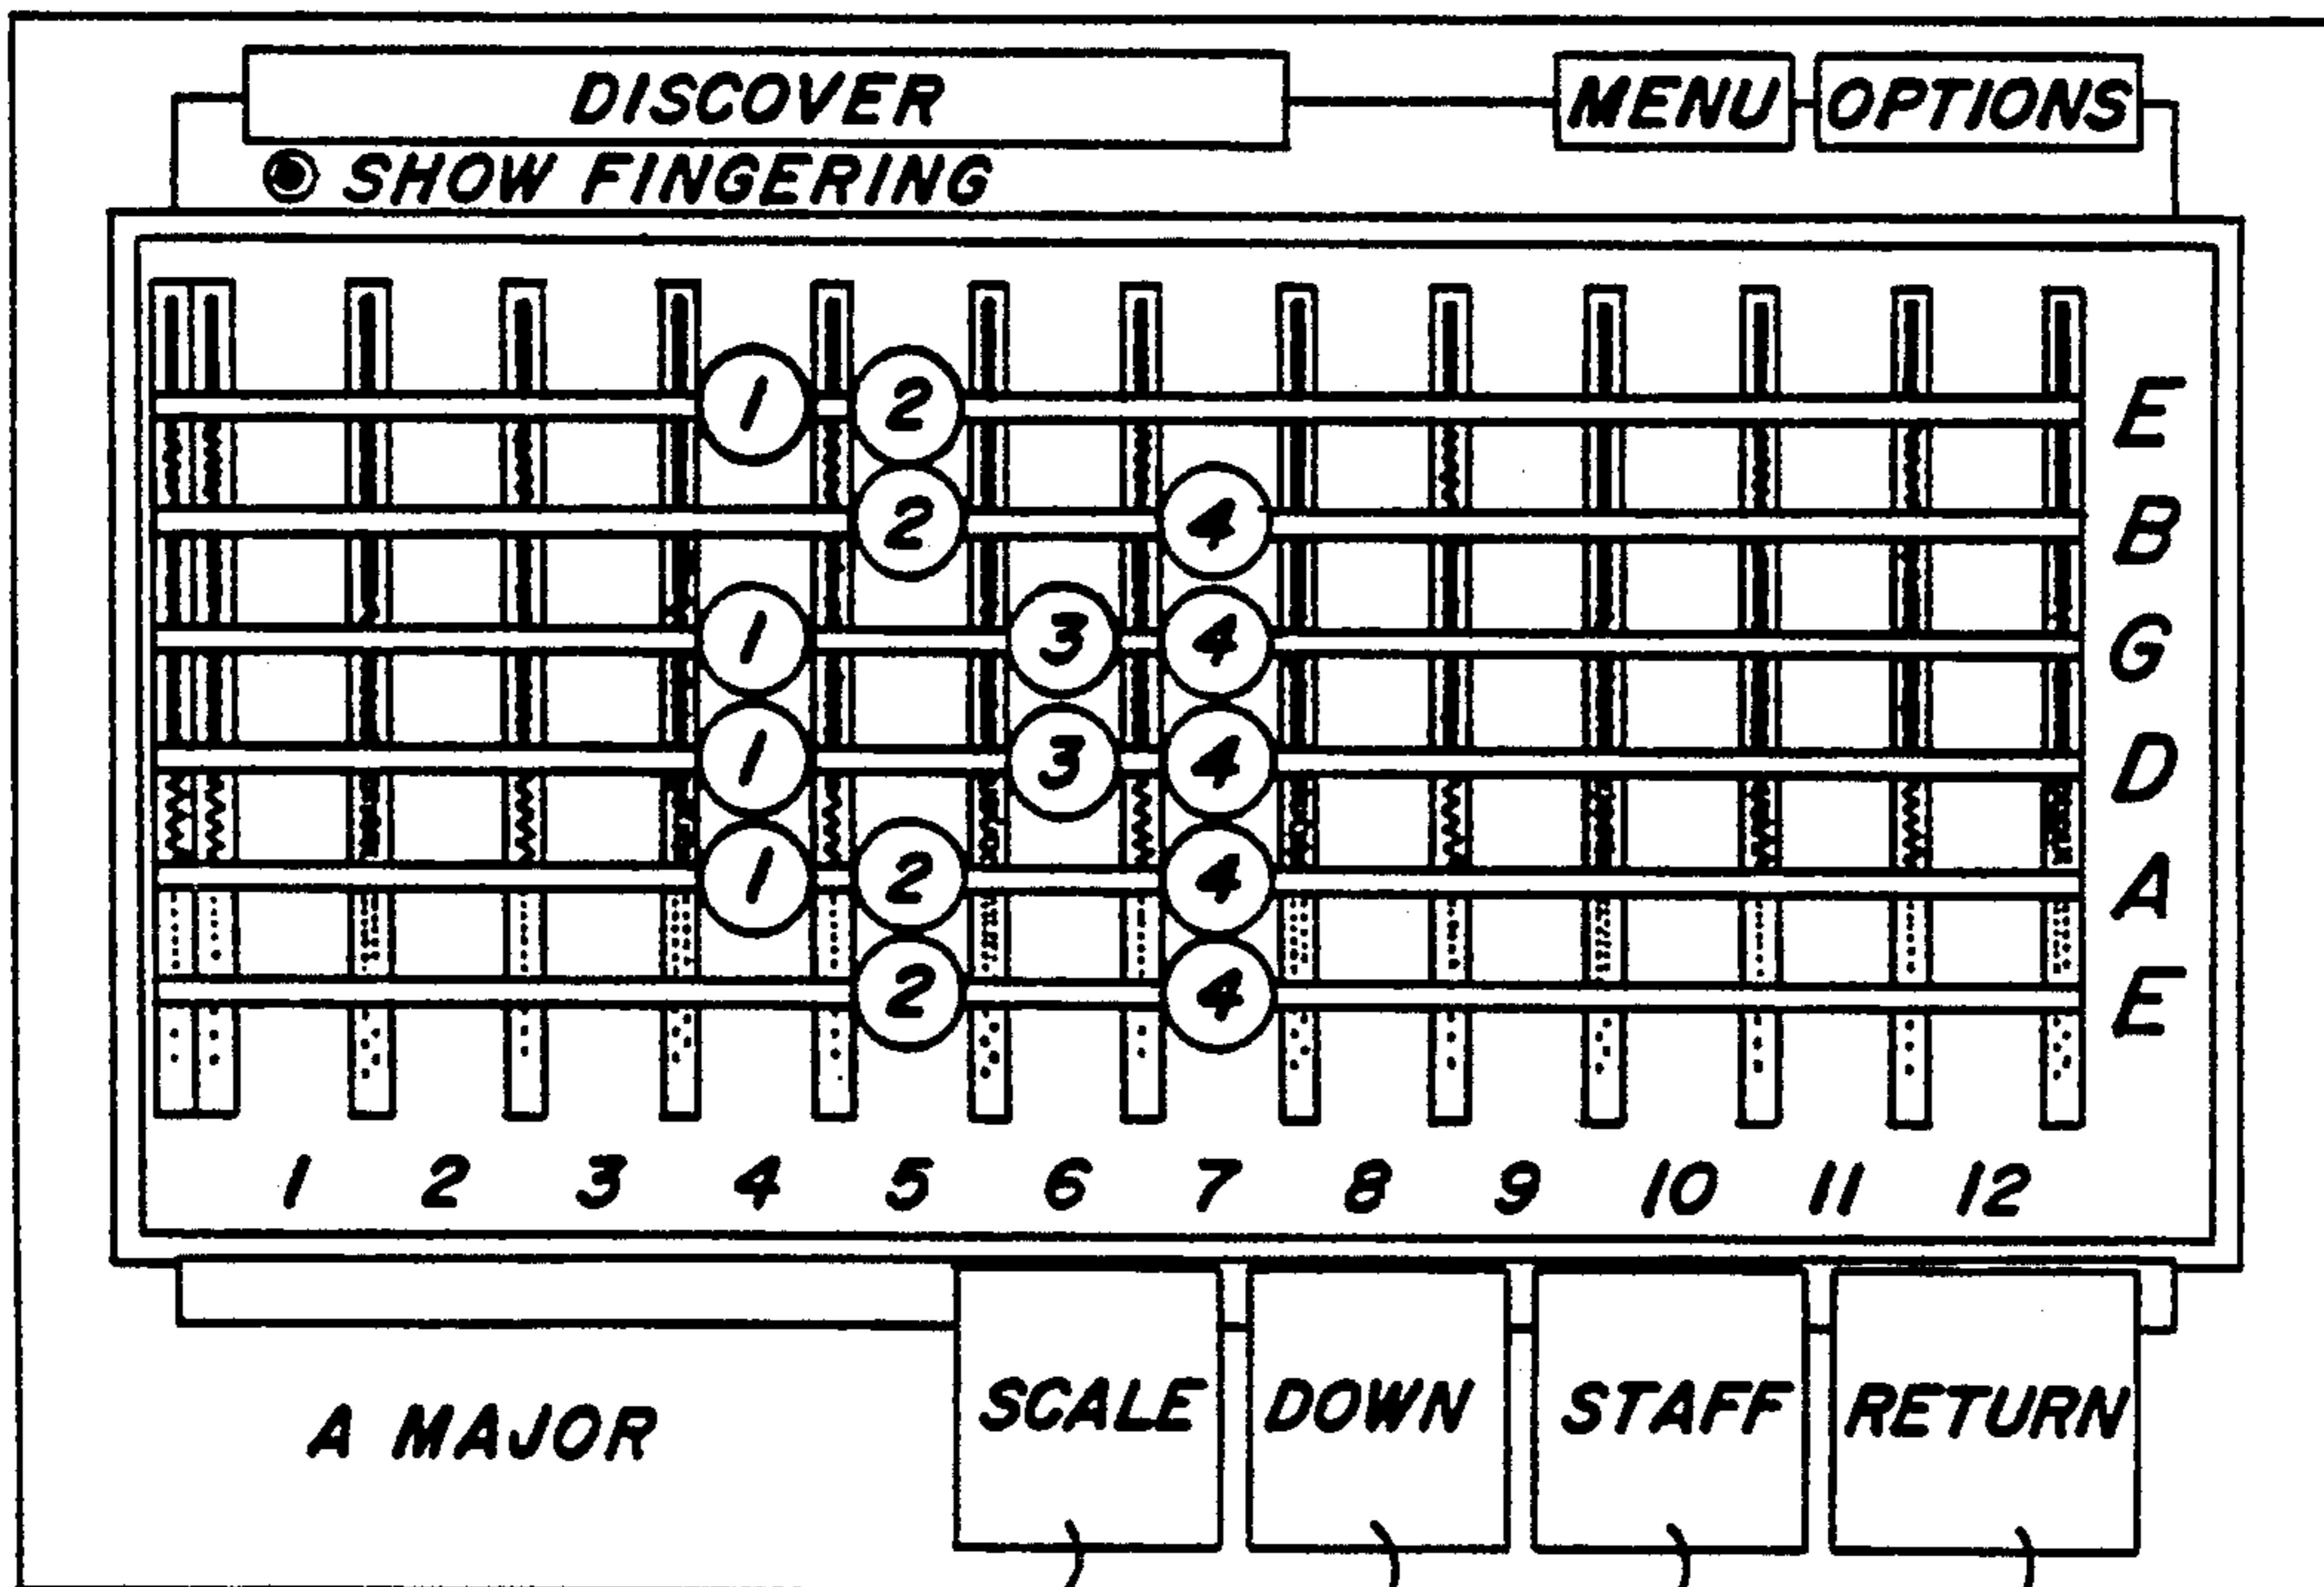 DISCOVER MENU OPTIONS
SHOW FINGERING
1 2 E
2 4 B
1 3 4 G
1 3 4 D
1 2 4 A
2 4 E
1 2 3 4 5 6 7 8 9 10 11 12
A MAJOR SCALE DOWN STAFF RETURN